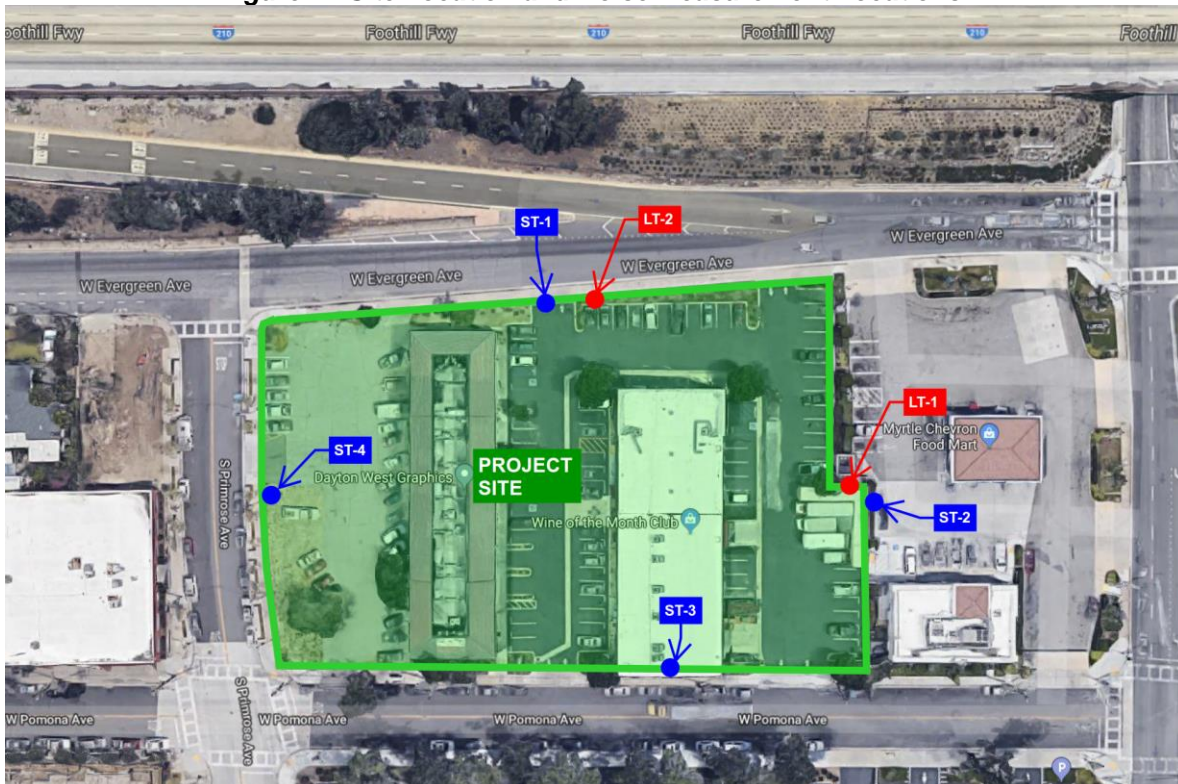 oothill Fwy
210
Foothill Fwy
210
Foothill Fwy
210
Foothill
ST-1
LT-2
W Evergreen Ave
W Evergreen Ave
W Evergreen Ave
W Evergreen Ave
LT-1
Myrtle Chevron
Food Mart
ST-4
Dayton West Graphics
PROJECT
SITE
ST-2
Wine of the Month Club
S Primrose Ave
ST-3
S Primrose Ave
W Pomona Ave
W Pomona Ave
W Pomona Ave
W Pomona Ave
P